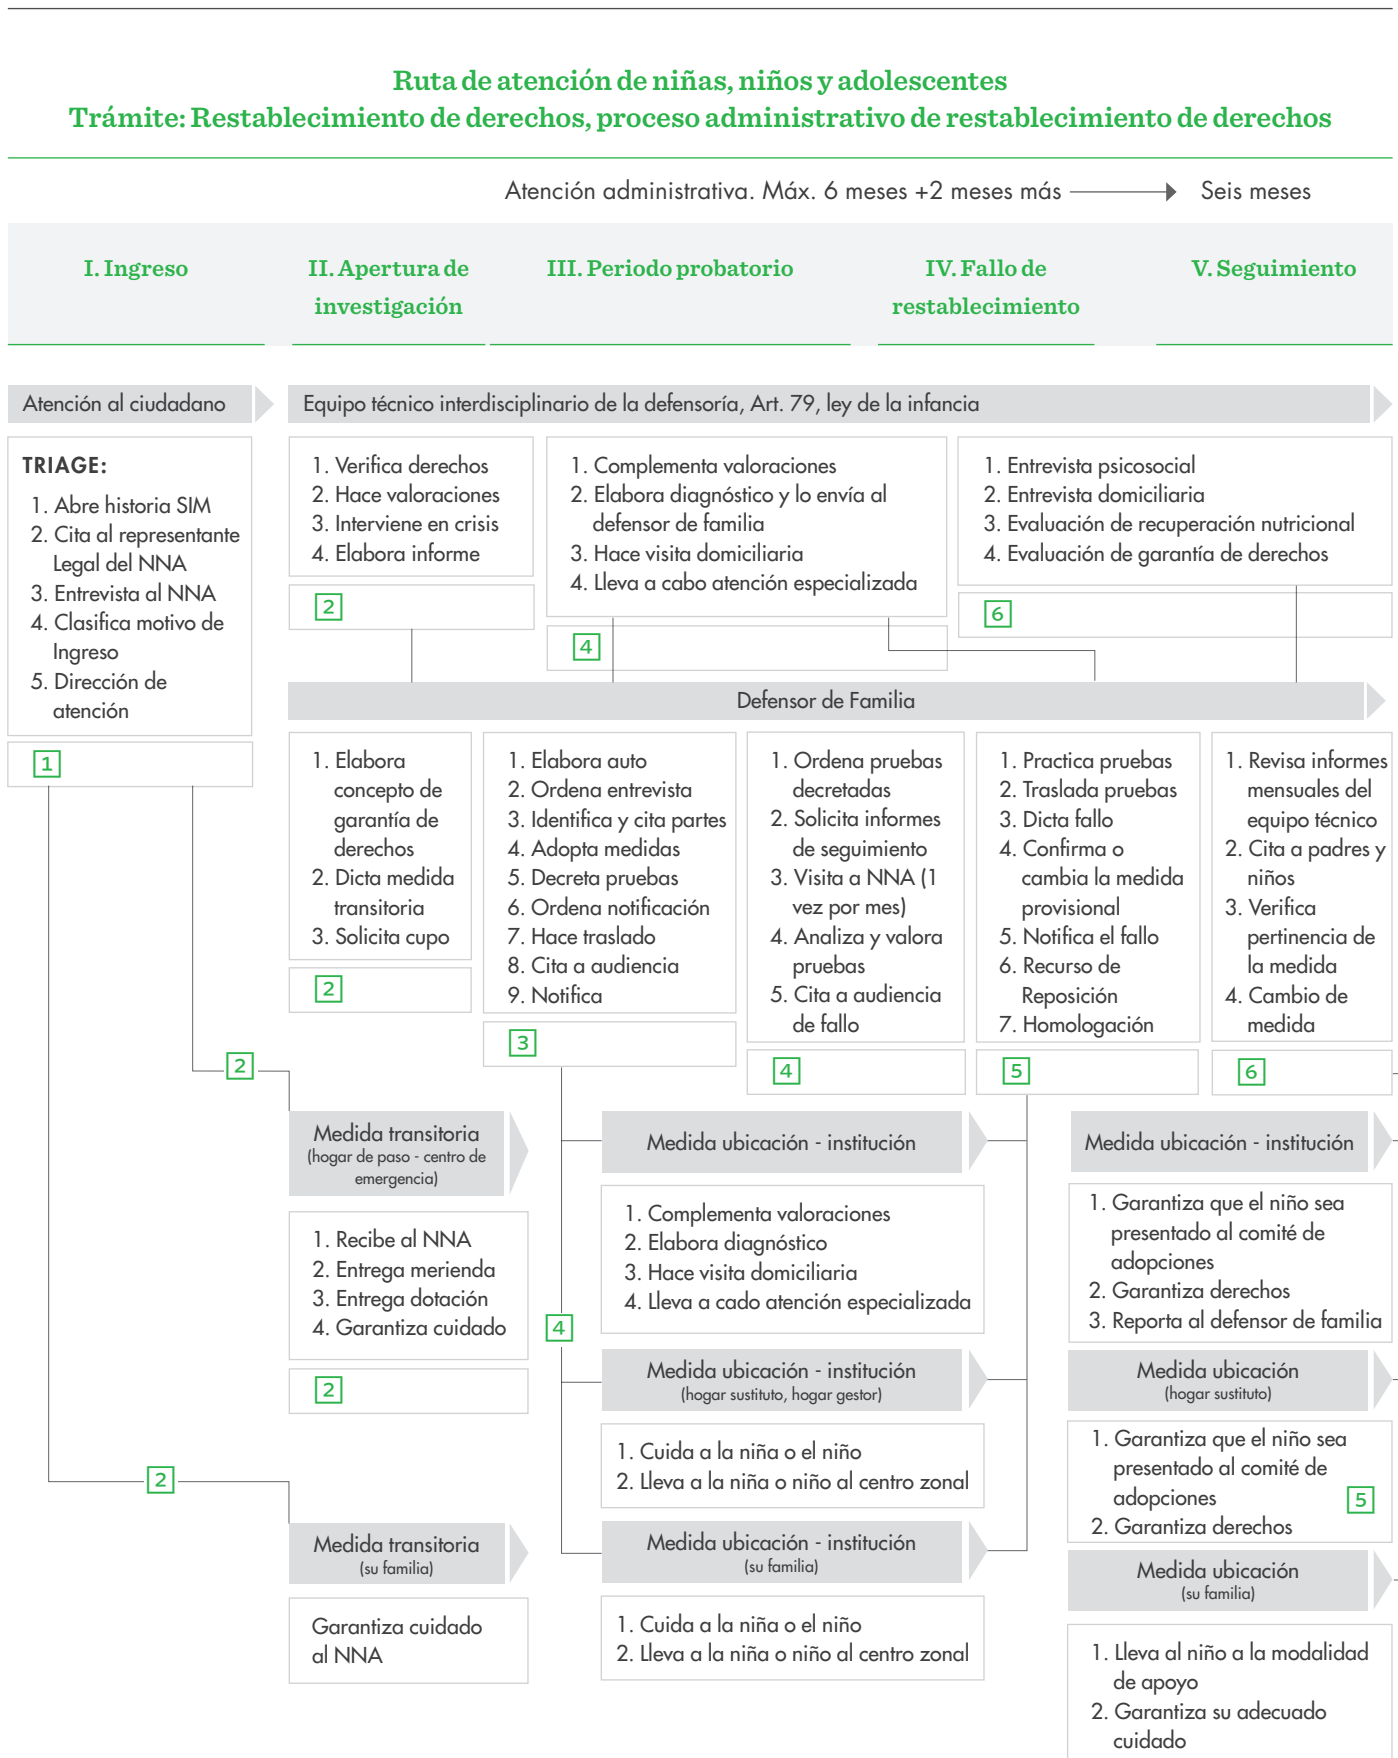 Ruta de atención de niñas, niños y adolescentes
Trámite: Restablecimiento de derechos, proceso administrativo de restablecimiento de derechos
Atención administrativa. Máx. 6 meses +2 meses más
Seis meses
I. Ingreso
II. Apertura de
investigación
III. Periodo probatorio
IV. Fallo de
restablecimiento
V. Seguimiento
Atención al ciudadano
Equipo técnico interdisciplinario de la defensoría, Art. 79, ley de la infancia
TRIAGE:
1. Abre historia SIM
2. Cita al representante
Legal del NNA
3. Entrevista al NNA
4. Clasifica motivo de
Ingreso
5. Dirección de
atención
1
1. Verifica derechos
2. Hace valoraciones
3. Interviene en crisis
4. Elabora informe
2
1. Complementa valoraciones
2. Elabora diagnóstico y lo envía al
defensor de familia
3. Hace visita domiciliaria
4. Lleva a cabo atención especializada
4
1. Entrevista psicosocial
2. Entrevista domiciliaria
3. Evaluación de recuperación nutricional
4. Evaluación de garantía de derechos
6
Defensor de Familia
1. Elabora
concepto de
garantía de
derechos
2. Dicta medida
transitoria
3. Solicita cupo
2
1. Elabora auto
2. Ordena entrevista
3. Identifica y cita partes
4. Adopta medidas
5. Decreta pruebas
6. Ordena notificación
7. Hace traslado
8. Cita a audiencia
9. Notifica
3
1. Ordena pruebas
decretadas
2. Solicita informes
de seguimiento
3. Visita a NNA (1
vez por mes)
4. Analiza y valora
pruebas
5. Cita a audiencia
de fallo
4
1. Practica pruebas
2. Traslada pruebas
3. Dicta fallo
4. Confirma o
cambia la medida
provisional
5. Notifica el fallo
6. Recurso de
Reposición
7. Homologación
5
1. Revisa informes
mensuales del
equipo técnico
2. Cita a padres y
niños
3. Verifica
pertinencia de
la medida
4. Cambio de
medida
6
2
Medida transitoria
(hogar de paso - centro de
emergencia)
1. Recibe al NNA
2. Entrega merienda
3. Entrega dotación
4. Garantiza cuidado
2
2
Medida transitoria
(su familia)
Garantiza cuidado
al NNA
4
Medida ubicación - institución
1. Complementa valoraciones
2. Elabora diagnóstico
3. Hace visita domiciliaria
4. Lleva a cado atención especializada
Medida ubicación - institución
(hogar sustituto, hogar gestor)
1. Cuida a la niña o el niño
2. Lleva a la niña o niño al centro zonal
Medida ubicación - institución
(su familia)
1. Cuida a la niña o el niño
2. Lleva a la niña o niño al centro zonal
Medida ubicación - institución
1. Garantiza que el niño sea
presentado al comité de
adopciones
2. Garantiza derechos
3. Reporta al defensor de familia
Medida ubicación
(hogar sustituto)
1. Garantiza que el niño sea
presentado al comité de
adopciones
2. Garantiza derechos
5
Medida ubicación
(su familia)
1. Lleva al niño a la modalidad
de apoyo
2. Garantiza su adecuado
cuidado